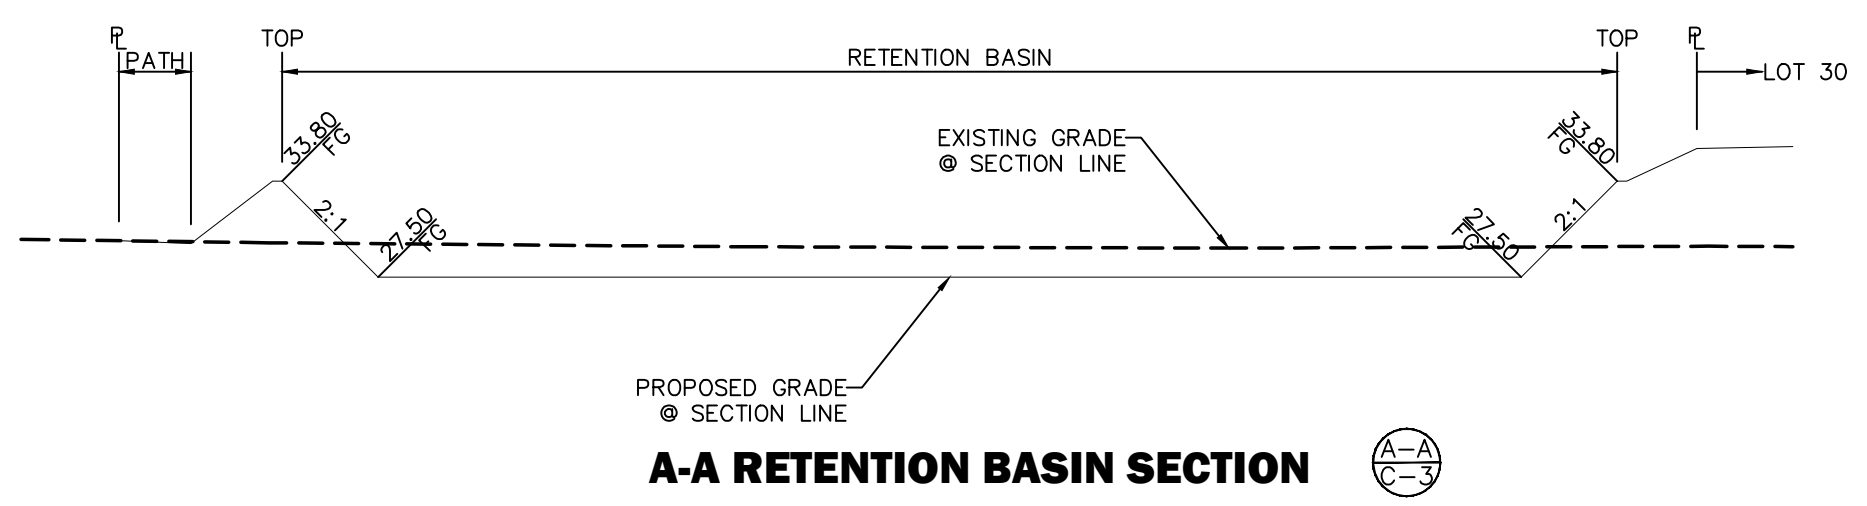 PL
PATH
TOP
RETENTION BASIN
TOP
PL
LOT 30
33.80
FG
EXISTING GRADE
@ SECTION LINE
33.80
FG
2:1
27.50
FG
27.50
FG
2:1
PROPOSED GRADE
@ SECTION LINE
A-A RETENTION BASIN SECTION
A-A
C-3